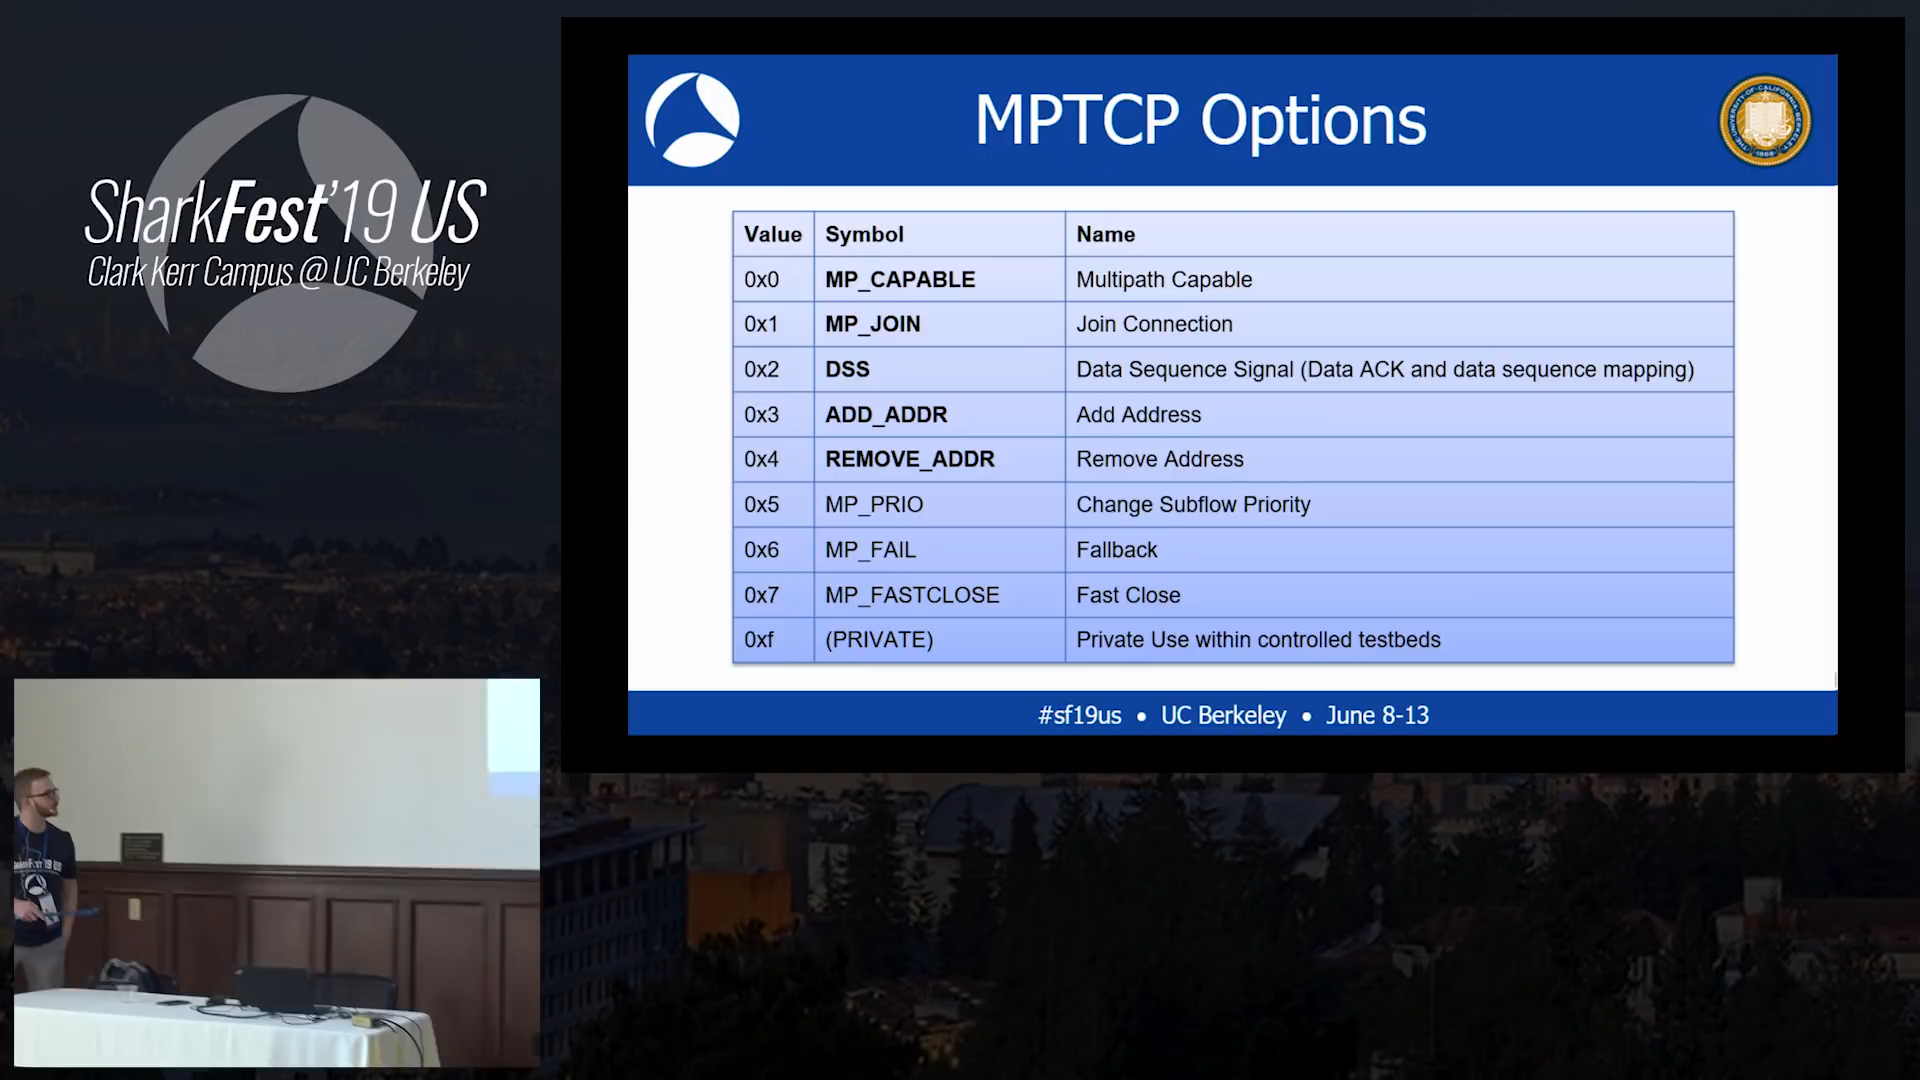 SharkFest'19 US
Clark Kerr Campus @ UC Berkeley
MPTCP Options
Value Symbol Name
0x0 MP_CAPABLE Multipath Capable
0x1 MP_JOIN Join Connection
0x2 DSS Data Sequence Signal (Data ACK and data sequence mapping)
0x3 ADD_ADDR Add Address
0x4 REMOVE_ADDR Remove Address
0x5 MP_PRIO Change Subflow Priority
0x6 MP_FAIL Fallback
0x7 MP_FASTCLOSE Fast Close
0xf (PRIVATE) Private Use within controlled testbeds
#sf19us • UC Berkeley • June 8-13